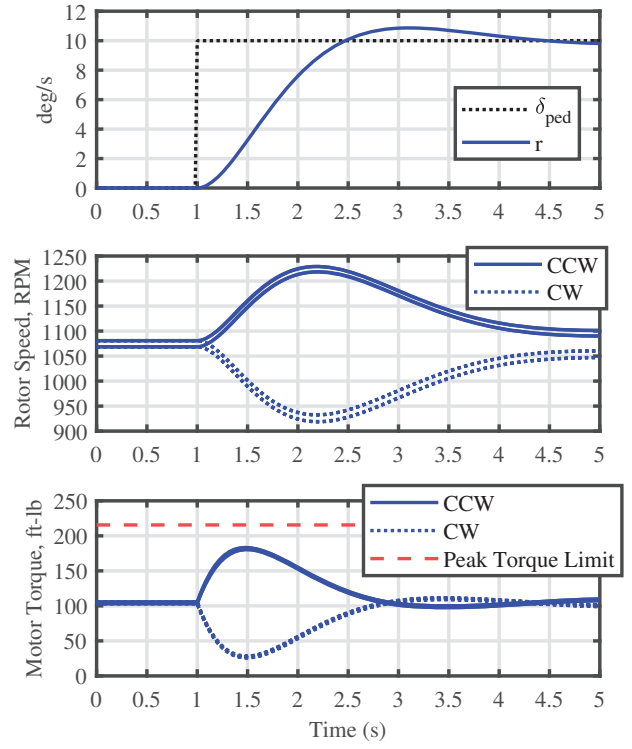 12
10
8
6
4
2
0
deg/s
δ_ped
r
0 0.5 1 1.5 2 2.5 3 3.5 4 4.5 5
1250
1200
1150
1100
1050
1000
950
900
Rotor Speed, RPM
CCW
CW
0 0.5 1 1.5 2 2.5 3 3.5 4 4.5 5
250
200
150
100
50
0
Motor Torque, ft-lb
CCW
CW
Peak Torque Limit
0 0.5 1 1.5 2 2.5 3 3.5 4 4.5 5
Time (s)